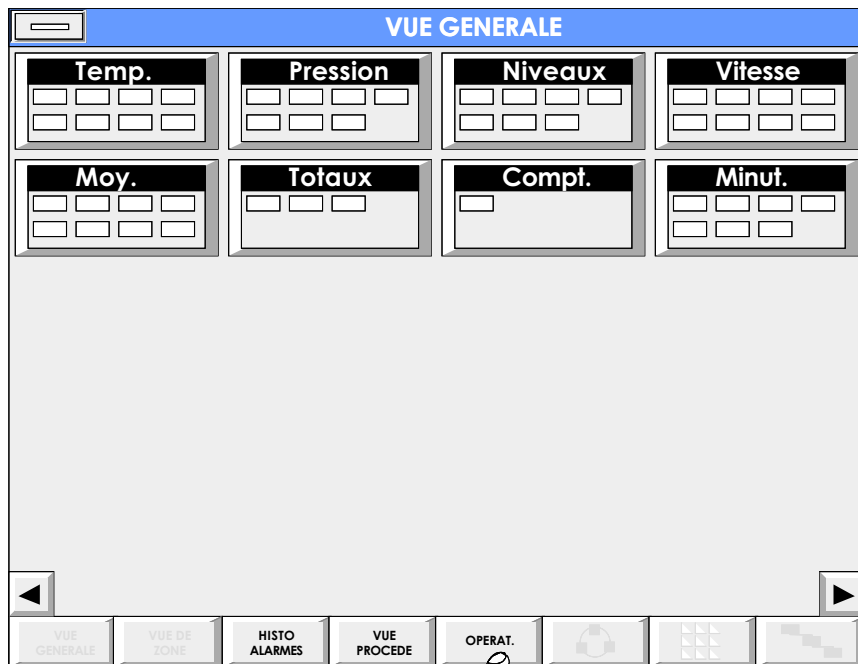 VUE GENERALE
Temp. Pression Niveaux Vitesse
Moy. Totaux Compt. Minut.
VUE GENERALE
VUE DE ZONE
HISTO ALARMES
VUE PROCEDE
OPERAT.